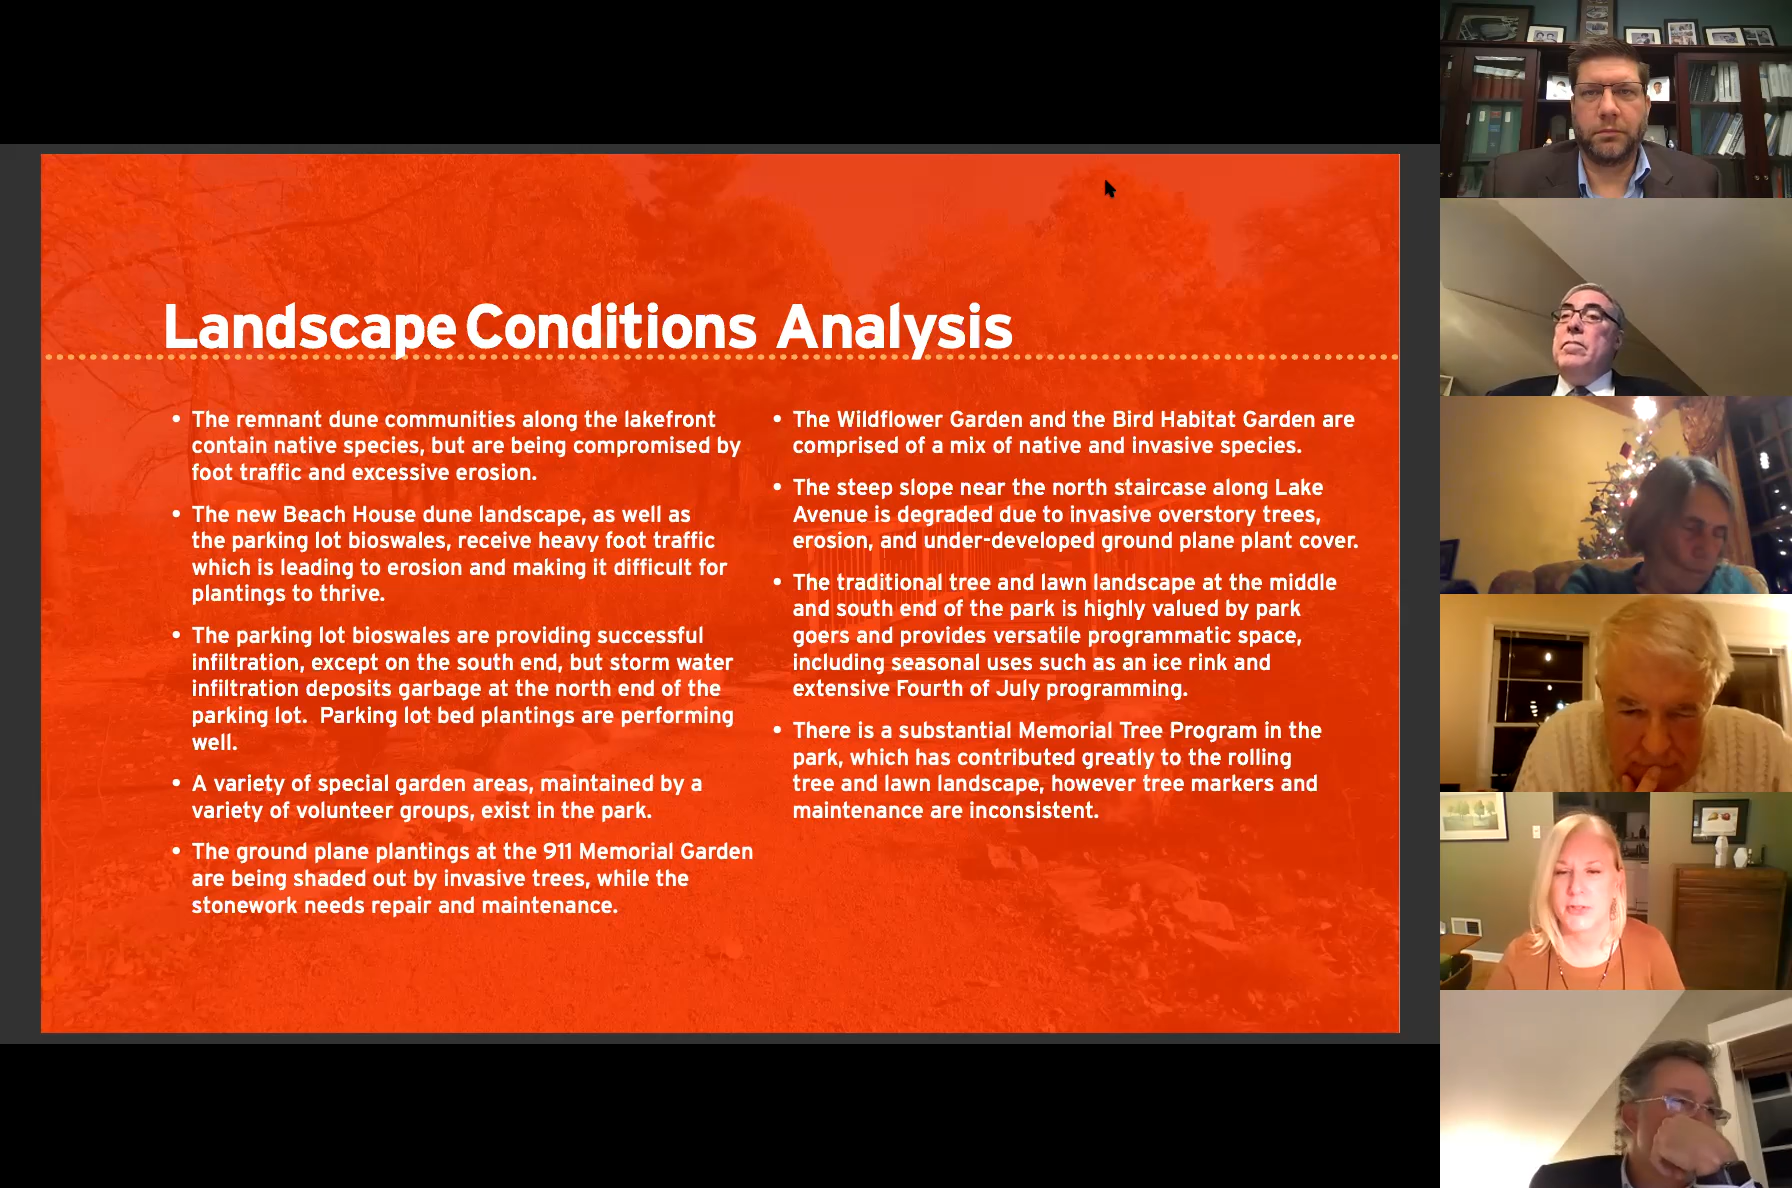 Landscape Conditions Analysis
• The remnant dune communities along the lakefront
contain native species, but are being compromised by
foot traffic and excessive erosion.
• The new Beach House dune landscape, as well as
the parking lot bioswales, receive heavy foot traffic
which is leading to erosion and making it difficult for
plantings to thrive.
• The parking lot bioswales are providing successful
infiltration, except on the south end, but storm water
infiltration deposits garbage at the north end of the
parking lot.  Parking lot bed plantings are performing
well.
• A variety of special garden areas, maintained by a
variety of volunteer groups, exist in the park.
• The ground plane plantings at the 911 Memorial Garden
are being shaded out by invasive trees, while the
stonework needs repair and maintenance.
• The Wildflower Garden and the Bird Habitat Garden are
comprised of a mix of native and invasive species.
• The steep slope near the north staircase along Lake
Avenue is degraded due to invasive overstory trees,
erosion, and under-developed ground plane plant cover.
• The traditional tree and lawn landscape at the middle
and south end of the park is highly valued by park
goers and provides versatile programmatic space,
including seasonal uses such as an ice rink and
extensive Fourth of July programming.
• There is a substantial Memorial Tree Program in the
park, which has contributed greatly to the rolling
tree and lawn landscape, however tree markers and
maintenance are inconsistent.